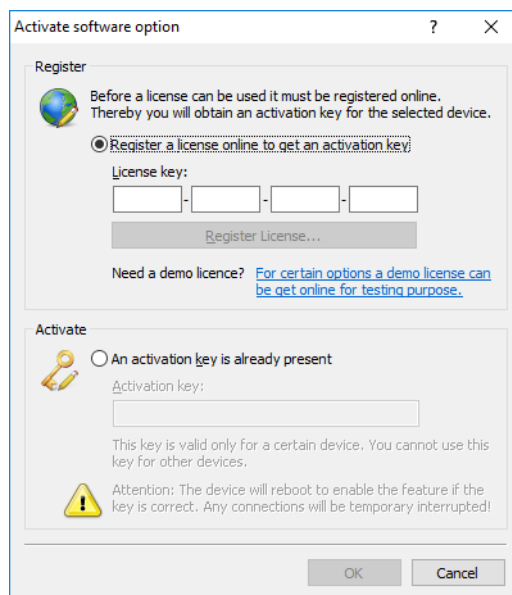 Activate software option
Register
Before a license can be used it must be registered online.
Thereby you will obtain an activation key for the selected device.
Register a license online to get an activation key
License key:
- - -
Register License...
Need a demo licence? For certain options a demo license can
be get online for testing purpose.
Activate
An activation key is already present
Activation key:
This key is valid only for a certain device. You cannot use this
key for other devices.
Attention: The device will reboot to enable the feature if the
key is correct. Any connections will be temporary interrupted!
OK Cancel